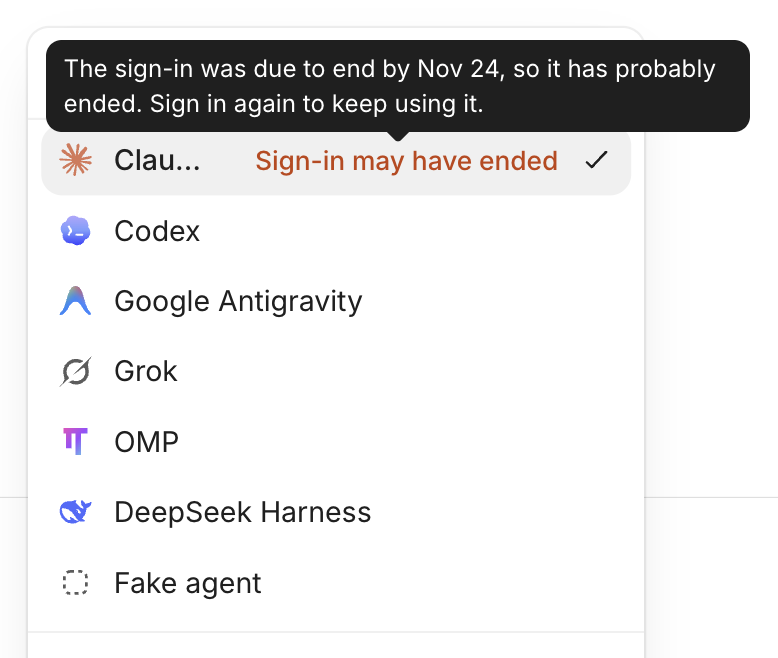 The sign-in was due to end by Nov 24, so it has probably
ended. Sign in again to keep using it.
Clau... Sign-in may have ended
Codex
Google Antigravity
Grok
OMP
DeepSeek Harness
Fake agent